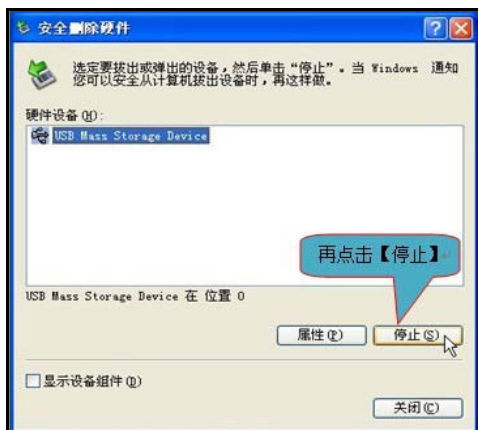 安全删除硬件
选定要拔出或弹出的设备，然后单击“停止”。当 Windows 通知
您可以安全从计算机拔出设备时，再这样做。
硬件设备(H):
USB Mass Storage Device
再点击【停止】
USB Mass Storage Device 在 位置 0
属性(P) 停止(S)
显示设备组件(D)
关闭(C)